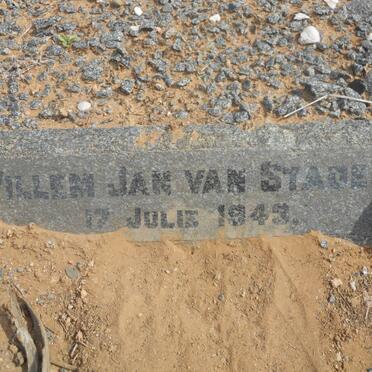 WILLEM JAN VAN STADE
17 JULIE 1943.